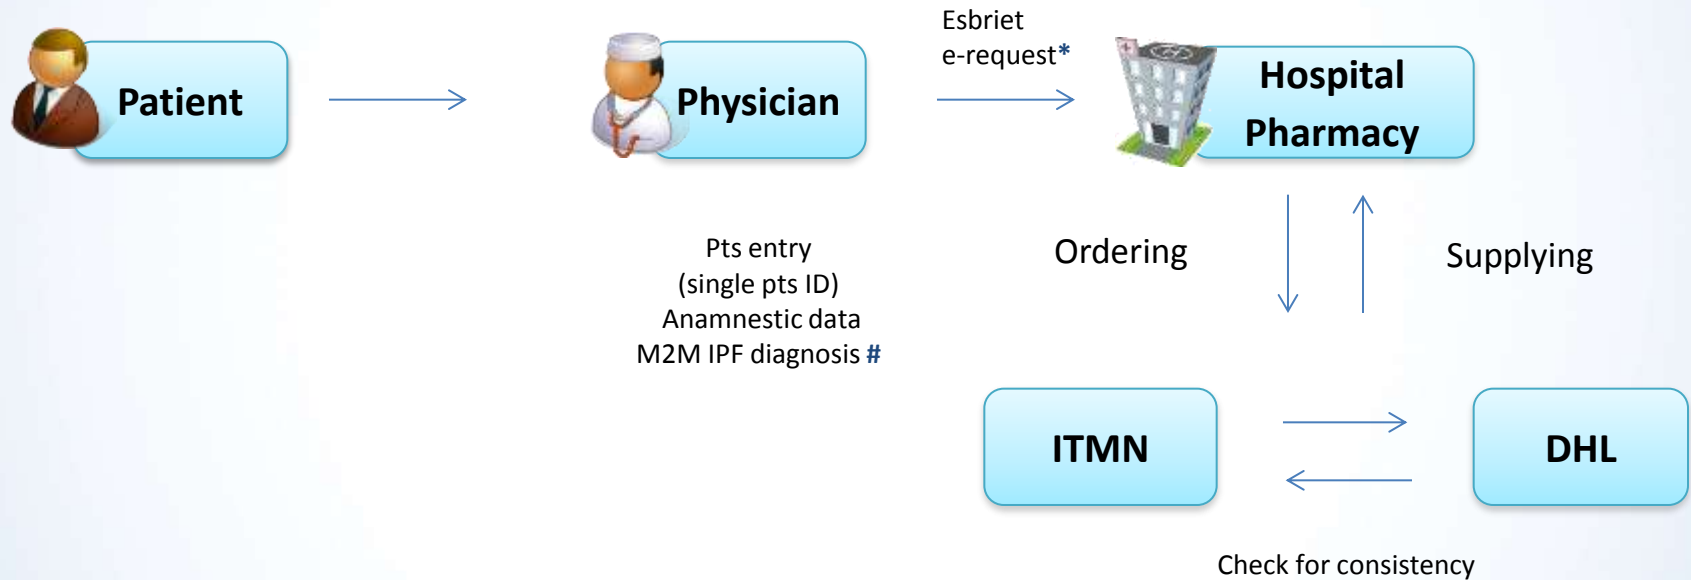 Patient
Physician
Esbriet
e-request*
Hospital
Pharmacy
Pts entry
(single pts ID)
Anamnestic data
M2M IPF diagnosis #
Ordering
Supplying
ITMN
DHL
Check for consistency